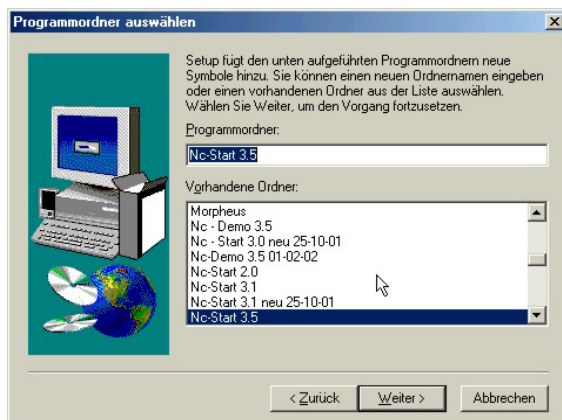 Programmordner auswählen
Setup fügt den unten aufgeführten Programmordnern neue
Symbole hinzu. Sie können einen neuen Ordnernamen eingeben
oder einen vorhandenen Ordner aus der Liste auswählen.
Wählen Sie Weiter, um den Vorgang fortzusetzen.
Programmordner:
Nc-Start 3.5
Vorhandene Ordner:
Morpheus
Nc - Demo 3.5
Nc - Start 3.0 neu 25-10-01
Nc-Demo 3.5 01-02-02
Nc-Start 2.0
Nc-Start 3.1
Nc-Start 3.1 neu 25-10-01
Nc-Start 3.5
< Zurück Weiter > Abbrechen